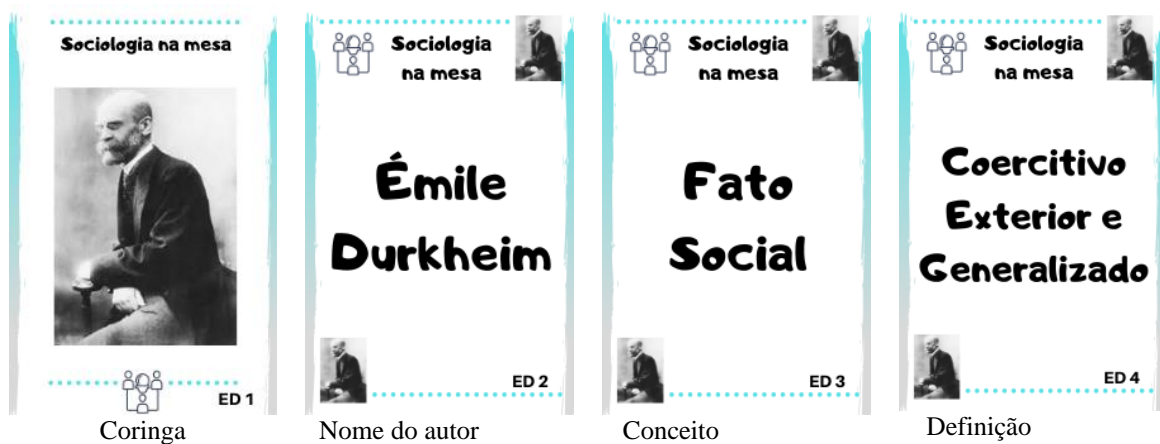 Sociologia na mesa
ED 1
Coringa
Sociologia
na mesa
Émile
Durkheim
ED 2
Nome do autor
Sociologia
na mesa
Fato
Social
ED 3
Conceito
Sociologia
na mesa
Coercitivo
Exterior e
Generalizado
ED 4
Definição